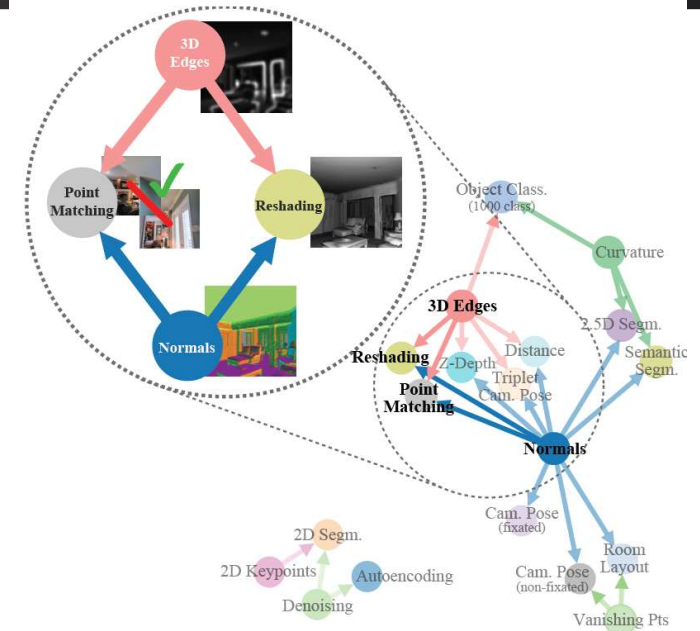 3D
Edges
Point
Matching
Reshading
Normals
Object Class.
(1000 class)
Curvature
3D Edges
2.5D Segm.
Reshading
Z-Depth
Distance
Semantic
Segm.
Triplet
Cam. Pose
Point
Matching
Normals
Cam. Pose
(fixated)
2D Segm.
Room
Layout
2D Keypoints
Autoencoding
Cam. Pose
(non-fixated)
Denoising
Vanishing Pts